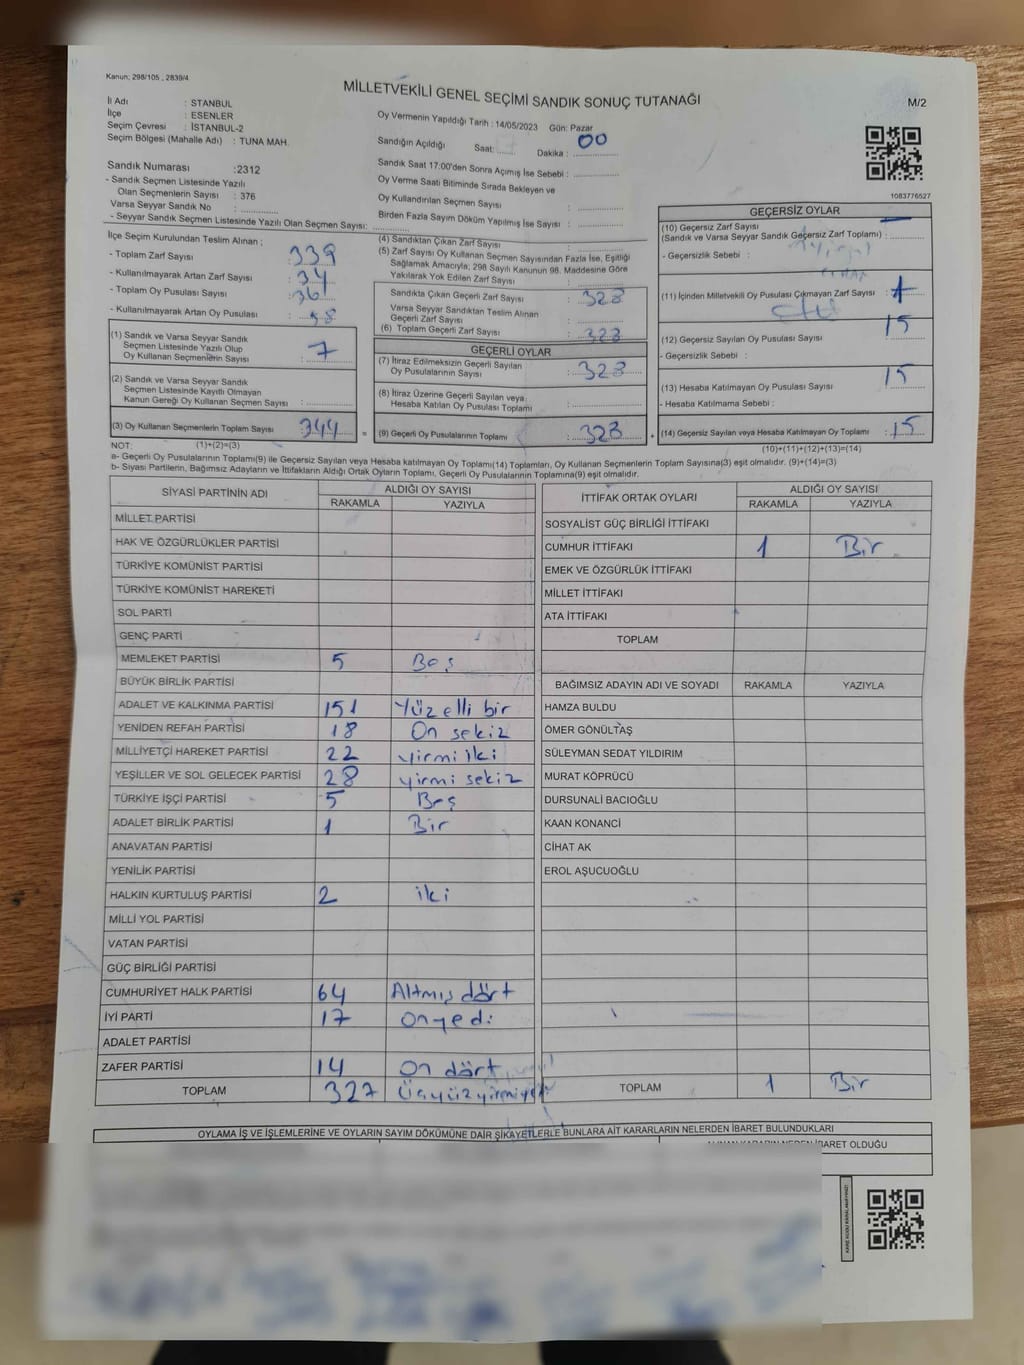 Kanun: 298/105 , 2839/4
MİLLETVEKİLİ GENEL SEÇİMİ SANDIK SONUÇ TUTANAĞI
M/2
İl Adı : STANBUL
İlçe : ESENLER
Seçim Çevresi : İSTANBUL-2
Seçim Bölgesi (Mahalle Adı) : TUNA MAH.
Sandık Numarası :2312
- Sandık Seçmen Listesinde Yazılı
Olan Seçmenlerin Sayısı : 376
Varsa Seyyar Sandık No :
- Seyyar Sandık Seçmen Listesinde Yazılı Olan Seçmen Sayısı:
Oy Vermenin Yapıldığı Tarih : 14/05/2023 Gün: Pazar
Sandığın Açıldığı Saat: Dakika : 00
Sandık Saat 17.00'den Sonra Açımış İse Sebebi :
Oy Verme Saati Bitiminde Sırada Bekleyen ve
Oy Kullandırılan Seçmen Sayısı :
Birden Fazla Sayım Döküm Yapılmış İse Sayısı :
1083776527
İlçe Seçim Kurulundan Teslim Alınan ;
- Toplam Zarf Sayısı : 339
- Kullanılmayarak Artan Zarf Sayısı : 34
- Toplam Oy Pusulası Sayısı :
- Kullanılmayarak Artan Oy Pusulası :
(1) Sandık ve Varsa Seyyar Sandık
Seçmen Listesinde Yazılı Olup
Oy Kullanan Seçmenlerin Sayısı : 7
(2) Sandık ve Varsa Seyyar Sandık
Seçmen Listesinde Kayıtlı Olmayan
Kanun Gereği Oy Kullanan Seçmen Sayısı :
(3) Oy Kullanan Seçmenlerin Toplam Sayısı :344
(1)+(2)=(3)
(4) Sandıktan Çıkan Zarf Sayısı :
(5) Zarf Sayısı Oy Kullanan Seçmen Sayısından Fazla İse, Eşitliği
Sağlamak Amacıyla; 298 Sayılı Kanunun 98. Maddesine Göre
Yakılarak Yok Edilen Zarf Sayısı :
Sandıkta Çıkan Geçerli Zarf Sayısı : 328
Varsa Seyyar Sandıktan Teslim Alınan
Geçerli Zarf Sayısı :
(6) Toplam Geçerli Zarf Sayısı : 328
GEÇERLİ OYLAR
(7) İtiraz Edilmeksizin Geçerli Sayılan
Oy Pusulalarının Sayısı : 328
(8) İtiraz Üzerine Geçerli Sayılan veya
Hesaba Katılan Oy Pusulası Toplamı :
= (9) Geçerli Oy Pusulalarının Toplamı : 328
GEÇERSİZ OYLAR
(10) Geçersiz Zarf Sayısı
(Sandık ve Varsa Seyyar Sandık Geçersiz Zarf Toplamı) :
- Geçersizlik Sebebi :
(11) İçinden Milletvekili Oy Pusulası Çıkmayan Zarf Sayısı :
(12) Geçersiz Sayılan Oy Pusulası Sayısı : 15
- Geçersizlik Sebebi :
(13) Hesaba Katılmayan Oy Pusulası Sayısı : 15
- Hesaba Katılmama Sebebi :
+ (14) Geçersiz Sayılan veya Hesaba Katılmayan Oy Toplamı : 15
(10)+(11)+(12)+(13)=(14)
NOT:
a- Geçerli Oy Pusulalarının Toplamı(9) ile Geçersiz Sayılan veya Hesaba katılmayan Oy Toplamı(14) Toplamları, Oy Kullanan Seçmenlerin Toplam Sayısına(3) eşit olmalıdır. (9)+(14)=(3)
b- Siyasi Partilerin, Bağımsız Adayların ve İttifakların Aldığı Ortak Oyların Toplamı, Geçerli Oy Pusulalarının Toplamına(9) eşit olmalıdır.
SİYASİ PARTİNİN ADI ALDIĞI OY SAYISI
RAKAMLA YAZIYLA
MİLLET PARTİSİ
HAK VE ÖZGÜRLÜKLER PARTİSİ
TÜRKİYE KOMÜNİST PARTİSİ
TÜRKİYE KOMÜNİST HAREKETİ
SOL PARTİ
GENÇ PARTİ
MEMLEKET PARTİSİ 5 Beş
BÜYÜK BİRLİK PARTİSİ
ADALET VE KALKINMA PARTİSİ 151 Yüzelli bir
YENİDEN REFAH PARTİSİ 18 On sekiz
MİLLİYETÇİ HAREKET PARTİSİ 22 yirmi iki
YEŞİLLER VE SOL GELECEK PARTİSİ 28 yirmi sekiz
TÜRKİYE İŞÇİ PARTİSİ 5 Beş
ADALET BİRLİK PARTİSİ 1 Bir
ANAVATAN PARTİSİ
YENİLİK PARTİSİ
HALKIN KURTULUŞ PARTİSİ 2 iki
MİLLİ YOL PARTİSİ
VATAN PARTİSİ
GÜÇ BİRLİĞİ PARTİSİ
CUMHURİYET HALK PARTİSİ 64 Altmış dört
İYİ PARTİ 17 Onyedi
ADALET PARTİSİ
ZAFER PARTİSİ 14 On dört
TOPLAM 327 Üçyüzyirmiyedi
İTTİFAK ORTAK OYLARI ALDIĞI OY SAYISI
RAKAMLA YAZIYLA
SOSYALİST GÜÇ BİRLİĞİ İTTİFAKI
CUMHUR İTTİFAKI 1 Bir
EMEK VE ÖZGÜRLÜK İTTİFAKI
MİLLET İTTİFAKI
ATA İTTİFAKI
TOPLAM
BAĞIMSIZ ADAYIN ADI VE SOYADI RAKAMLA YAZIYLA
HAMZA BULDU
ÖMER GÖNÜLTAŞ
SÜLEYMAN SEDAT YILDIRIM
MURAT KÖPRÜCÜ
DURSUNALİ BACIOĞLU
KAAN KONANCİ
CİHAT AK
EROL AŞUCUOĞLU
TOPLAM 1 Bir
OYLAMA İŞ VE İŞLEMLERİNE VE OYLARIN SAYIM DÖKÜMÜNE DAİR ŞİKAYETLERLE BUNLARA AİT KARARLARIN NELERDEN İBARET BULUNDUKLARI
İBARET OLDUĞU